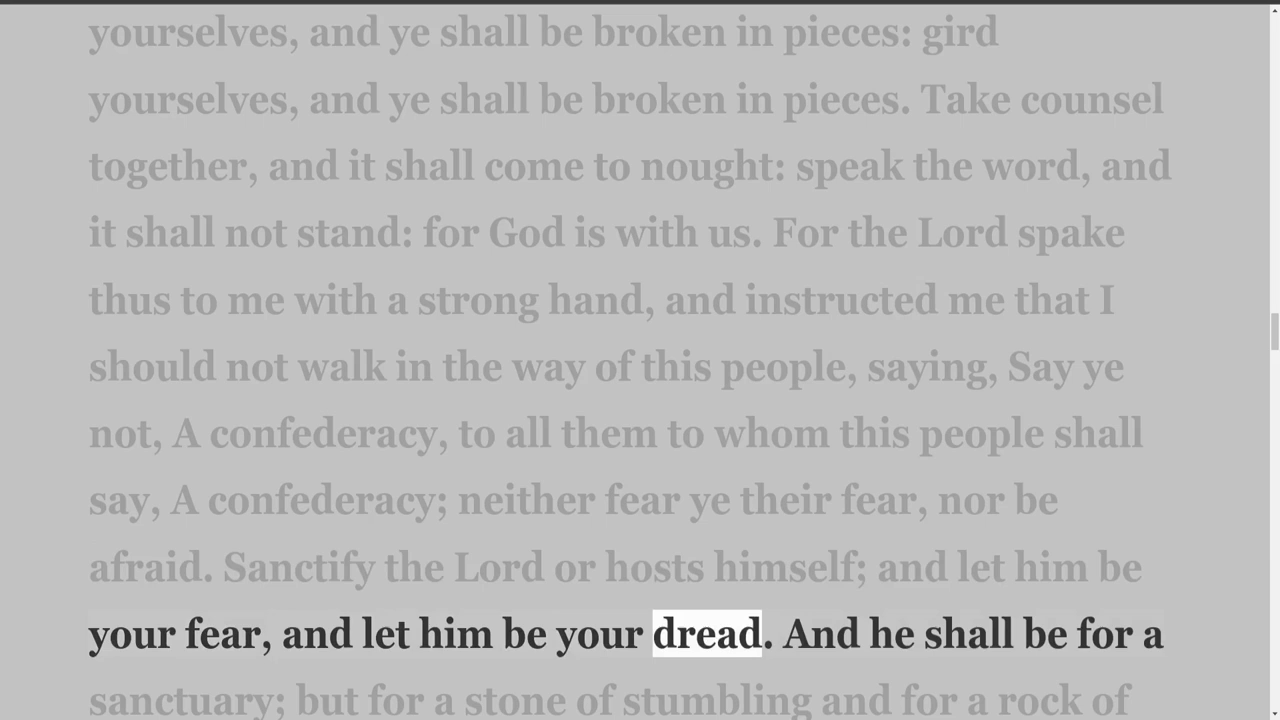 yourselves, and ye shall be broken in pieces: gird
yourselves, and ye shall be broken in pieces. Take counsel
together, and it shall come to nought: speak the word, and
it shall not stand: for God is with us. For the Lord spake
thus to me with a strong hand, and instructed me that I
should not walk in the way of this people, saying, Say ye
not, A confederacy, to all them to whom this people shall
say, A confederacy; neither fear ye their fear, nor be
afraid. Sanctify the Lord or hosts himself; and let him be
your fear, and let him be your dread. And he shall be for a
sanctuary; but for a stone of stumbling and for a rock of